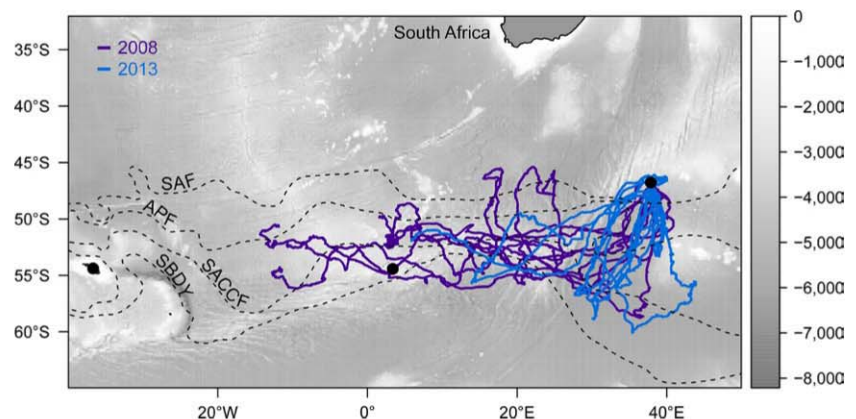 South Africa
2008
2013
35°S
40°S
45°S
50°S
55°S
60°S
SAF
APF
SBDY
SACCF
20°W
0°
20°E
40°E
0
−1,000
−2,000
−3,000
−4,000
−5,000
−6,000
−7,000
−8,000